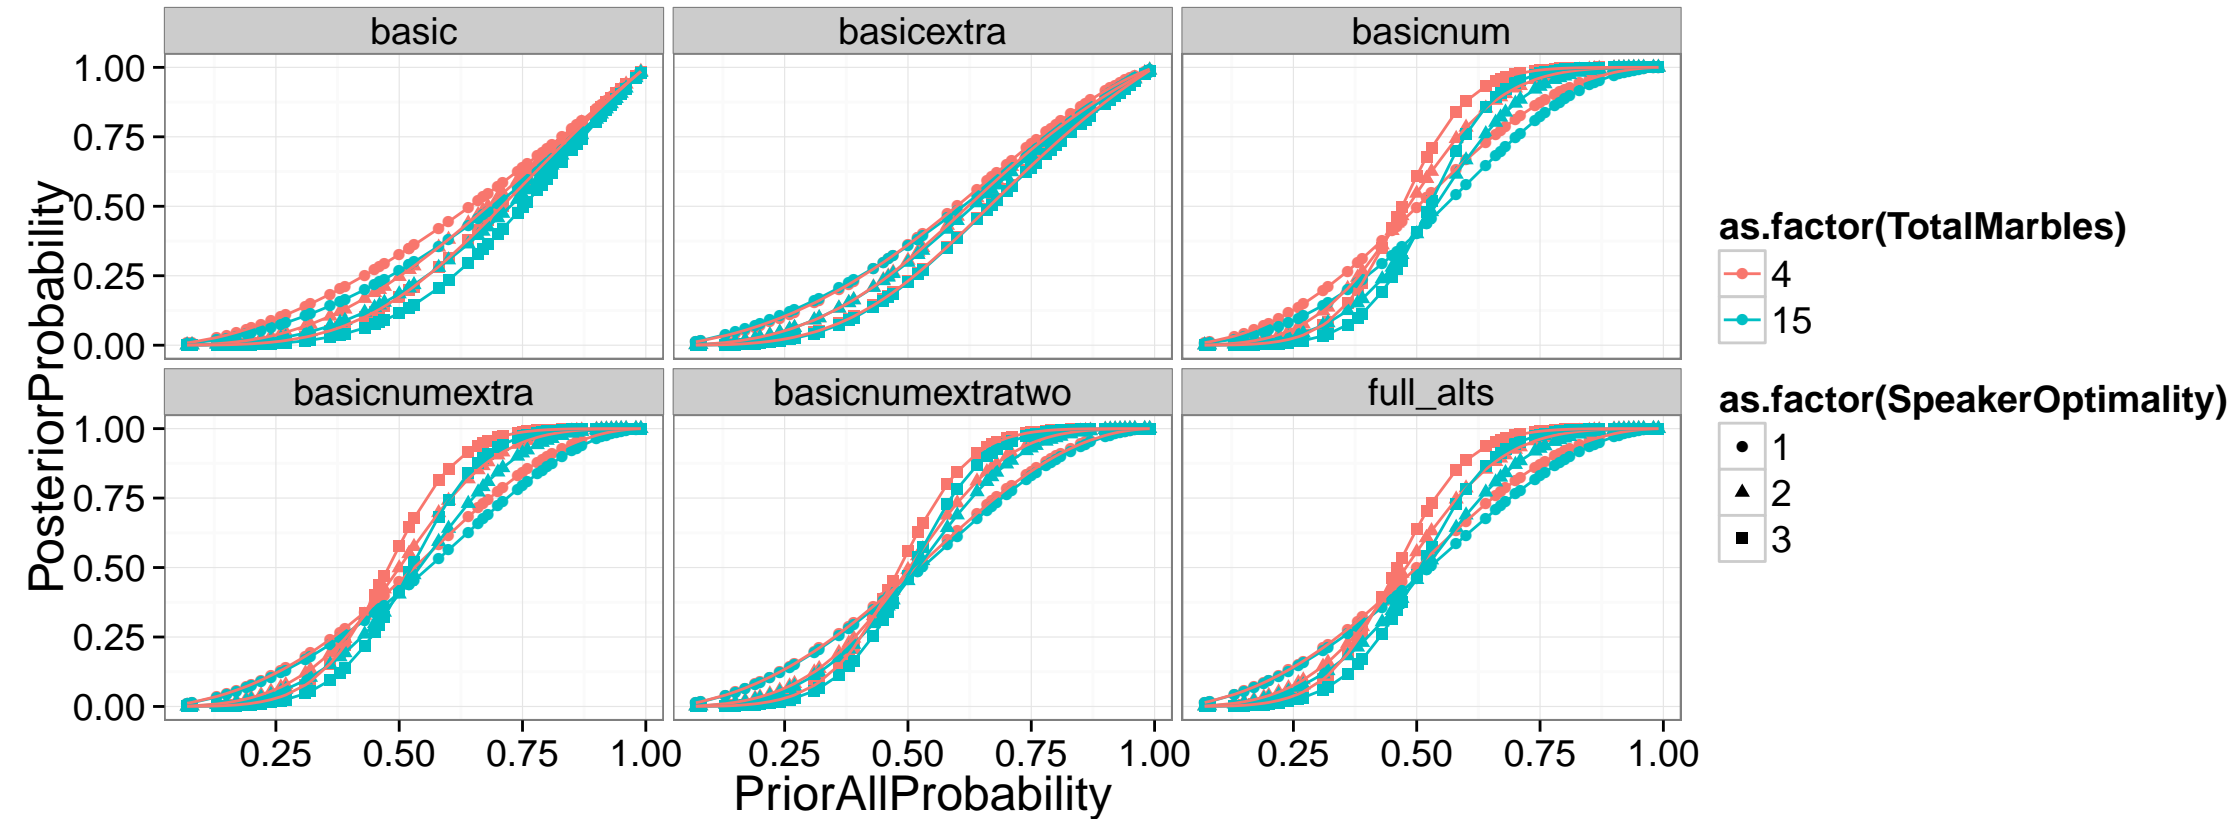 basic basicextra basicnum
1.00
0.75
0.50
0.25
0.00
basicnumextra basicnumextratwo full_alts
1.00
0.75
0.50
0.25
0.00
0.25 0.50 0.75 1.00 0.25 0.50 0.75 1.00 0.25 0.50 0.75 1.00
PriorAllProbability
PosteriorProbability
as.factor(TotalMarbles)
4
15
as.factor(SpeakerOptimality)
1
2
3